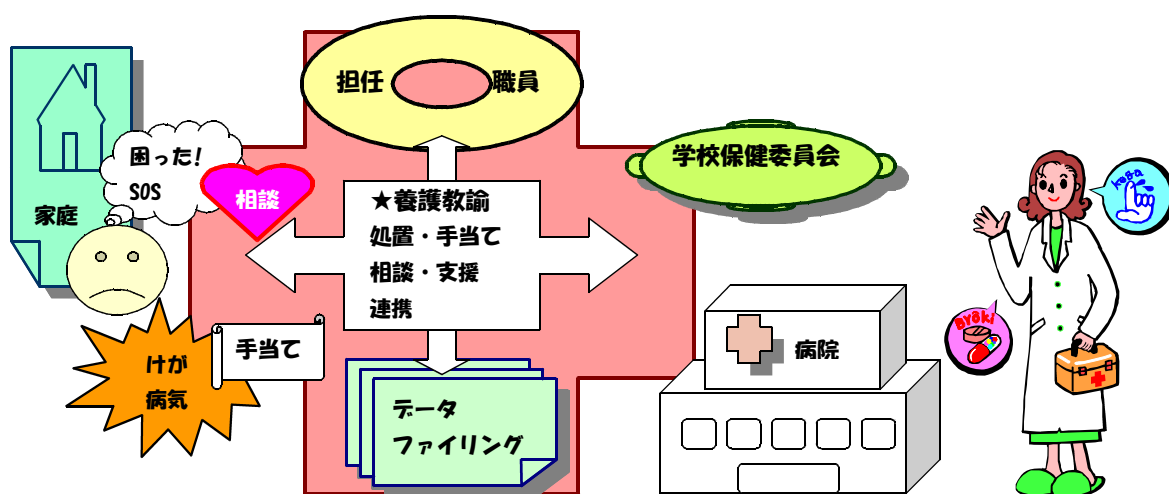 担任 職員
困った！
SOS
相談
家庭
★養護教諭
処置・手当て
相談・支援
連携
学校保健委員会
kega
Byōki
けが
病気
手当て
病院
データ
ファイリング